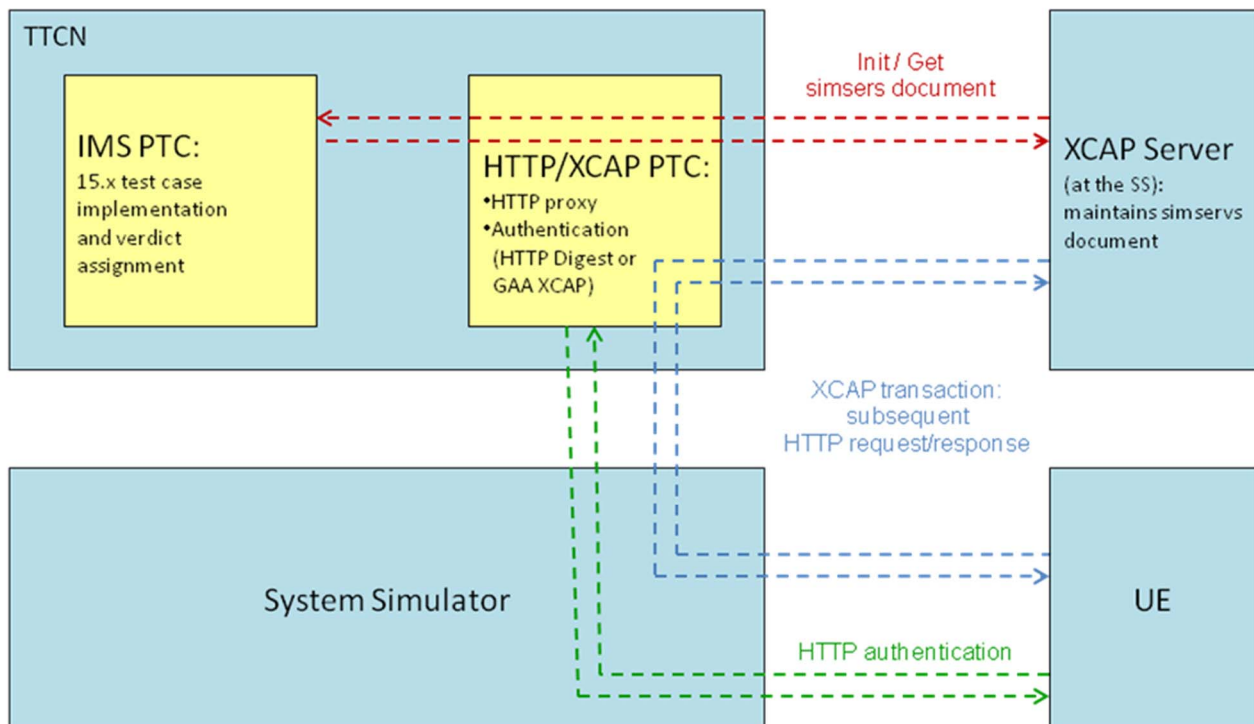 TTCN
IMS PTC:
15.x test case
implementation
and verdict
assignment
HTTP/XCAP PTC:
•HTTP proxy
•Authentication
(HTTP Digest or
GAA XCAP)
Init / Get
simsers document
XCAP Server
(at the SS):
maintains simservs
document
XCAP transaction:
subsequent
HTTP request/response
System Simulator
UE
HTTP authentication